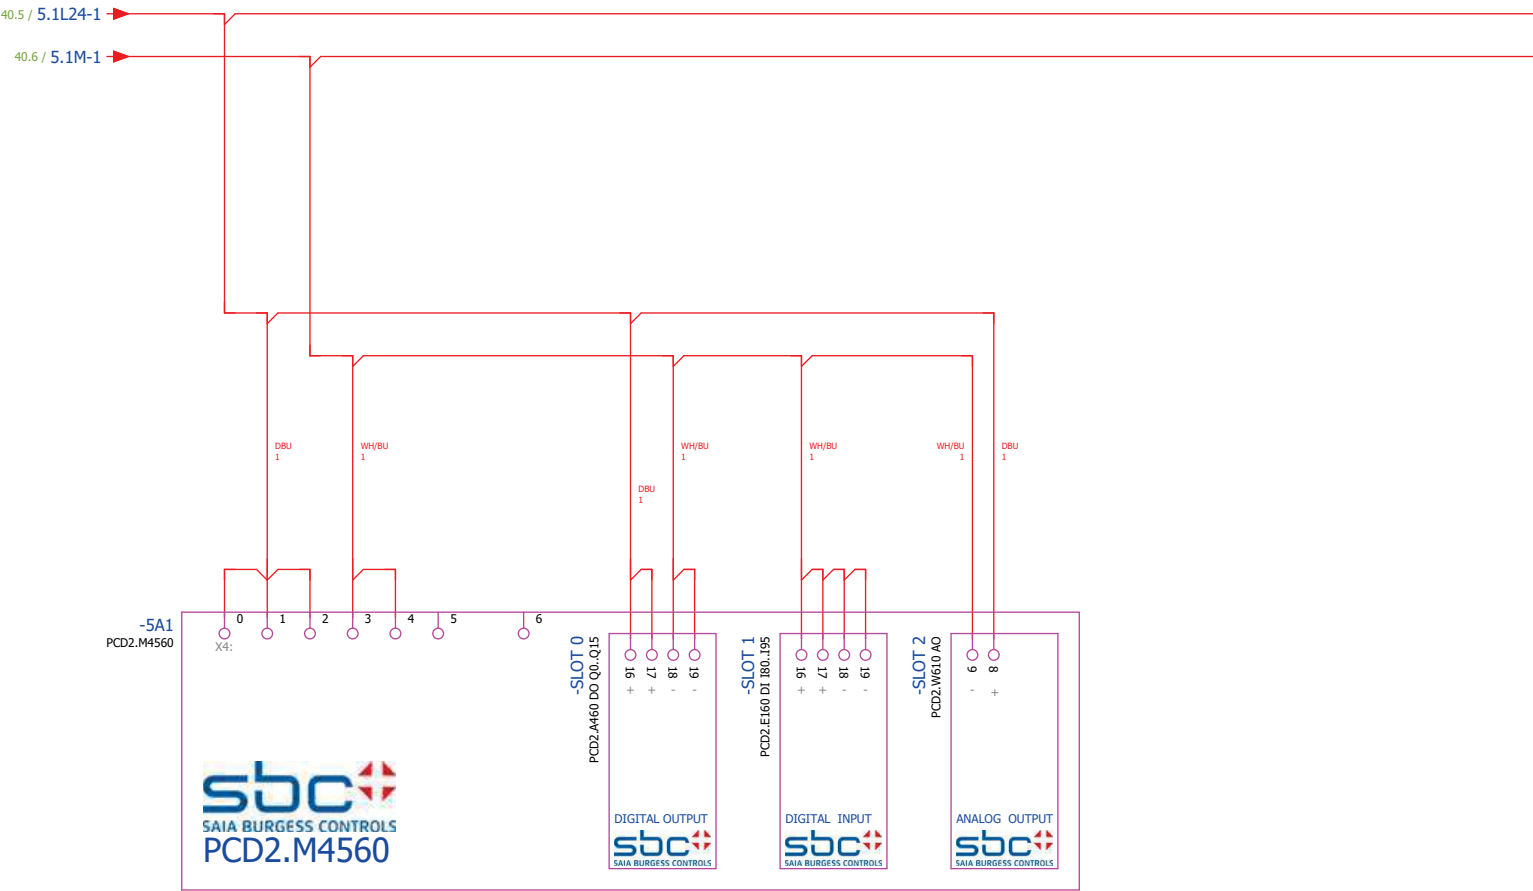 40.5 / 5.1L24-1
40.6 / 5.1M-1
DBU
1
WH/BU
1
DBU
1
WH/BU
1
WH/BU
1
WH/BU
1
DBU
1
-5A1
PCD2.M4560
X4:
0 1 2 3 4 5 6
-SLOT 0
PCD2.A460 DO Q0..Q15
16 17 18 19
+ + - -
DIGITAL OUTPUT
sbc
SAIA BURGESS CONTROLS
-SLOT 1
PCD2.E160 DI I80..I95
16 17 18 19
+ + - -
DIGITAL INPUT
sbc
SAIA BURGESS CONTROLS
-SLOT 2
PCD2.W610 AO
9 8
- +
ANALOG OUTPUT
sbc
SAIA BURGESS CONTROLS
sbc
SAIA BURGESS CONTROLS
PCD2.M4560